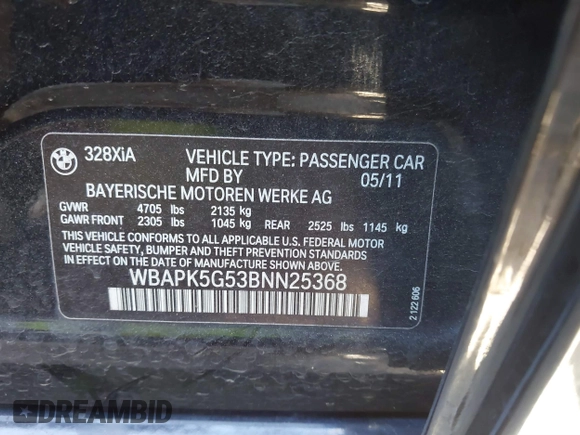 328XiA
VEHICLE TYPE: PASSENGER CAR
MFD BY 05/11
BAYERISCHE MOTOREN WERKE AG
GVWR 4705 lbs 2135 kg
GAWR FRONT 2305 lbs 1045 kg REAR 2525 lbs 1145 kg
THIS VEHICLE CONFORMS TO ALL APPLICABLE U.S. FEDERAL MOTOR
VEHICLE SAFETY, BUMPER AND THEFT PREVENTION STANDARDS
IN EFFECT ON THE DATE OF MANUFACTURE SHOWN ABOVE.
WBAPK5G53BNN25368
2 122 606
DREAMBID